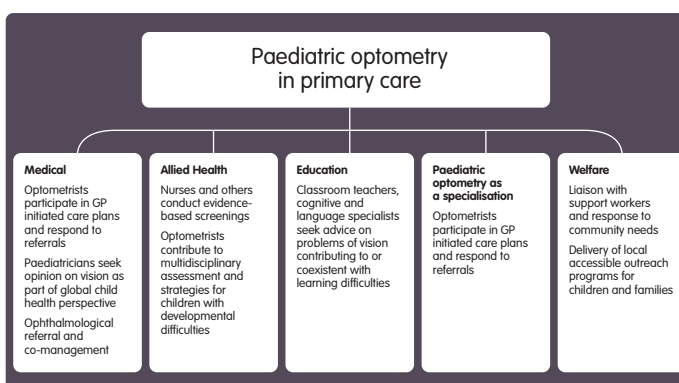 Paediatric optometry
in primary care
Medical
Optometrists
participate in GP
initiated care plans
and respond to
referrals
Paediatricians seek
opinion on vision as
part of global child
health perspective
Ophthalmological
referral and
co-management
Allied Health
Nurses and others
conduct evidence-
based screenings
Optometrists
contribute to
multidisciplinary
assessment and
strategies for
children with
developmental
difficulties
Education
Classroom teachers,
cognitive and
language specialists
seek advice on
problems of vision
contributing to or
coexistent with
learning difficulties
Paediatric
optometry as
a specialisation
Optometrists
participate in GP
initiated care plans
and respond to
referrals
Welfare
Liaison with
support workers
and response to
community needs
Delivery of local
accessible outreach
programs for
children and families